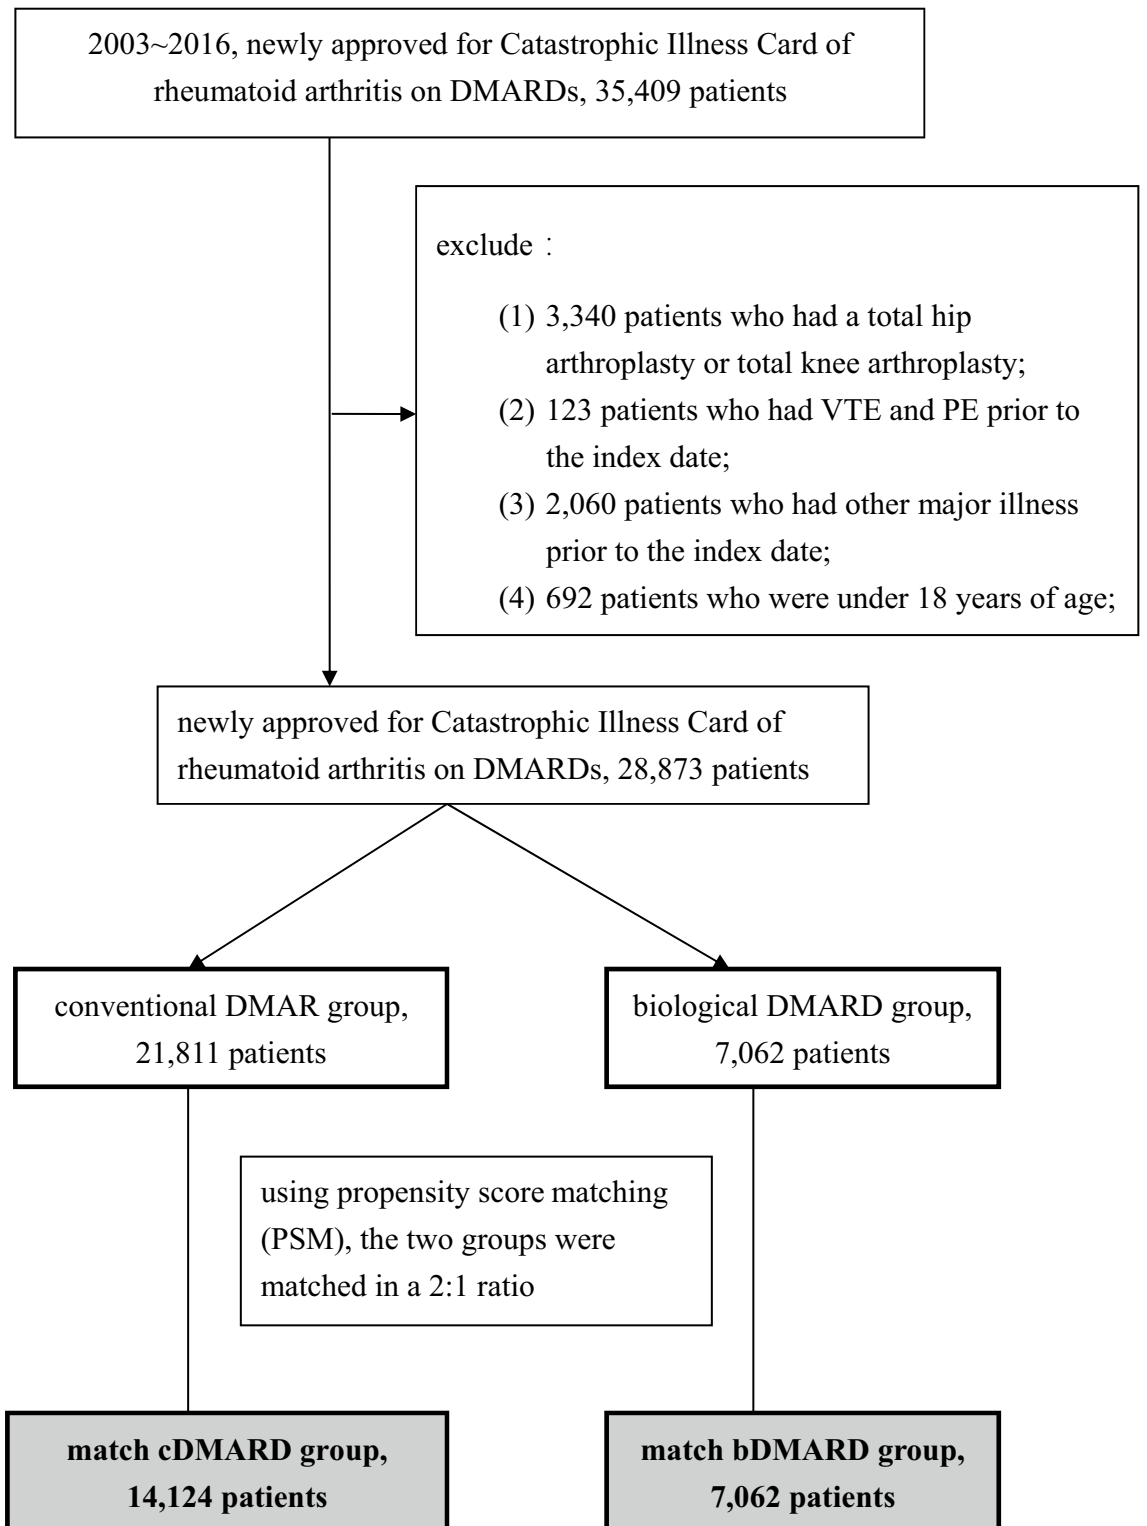 2003~2016, newly approved for Catastrophic Illness Card of
rheumatoid arthritis on DMARDs, 35,409 patients
exclude :
(1) 3,340 patients who had a total hip
arthroplasty or total knee arthroplasty;
(2) 123 patients who had VTE and PE prior to
the index date;
(3) 2,060 patients who had other major illness
prior to the index date;
(4) 692 patients who were under 18 years of age;
newly approved for Catastrophic Illness Card of
rheumatoid arthritis on DMARDs, 28,873 patients
conventional DMAR group,
21,811 patients
biological DMARD group,
7,062 patients
using propensity score matching
(PSM), the two groups were
matched in a 2:1 ratio
match cDMARD group,
14,124 patients
match bDMARD group,
7,062 patients